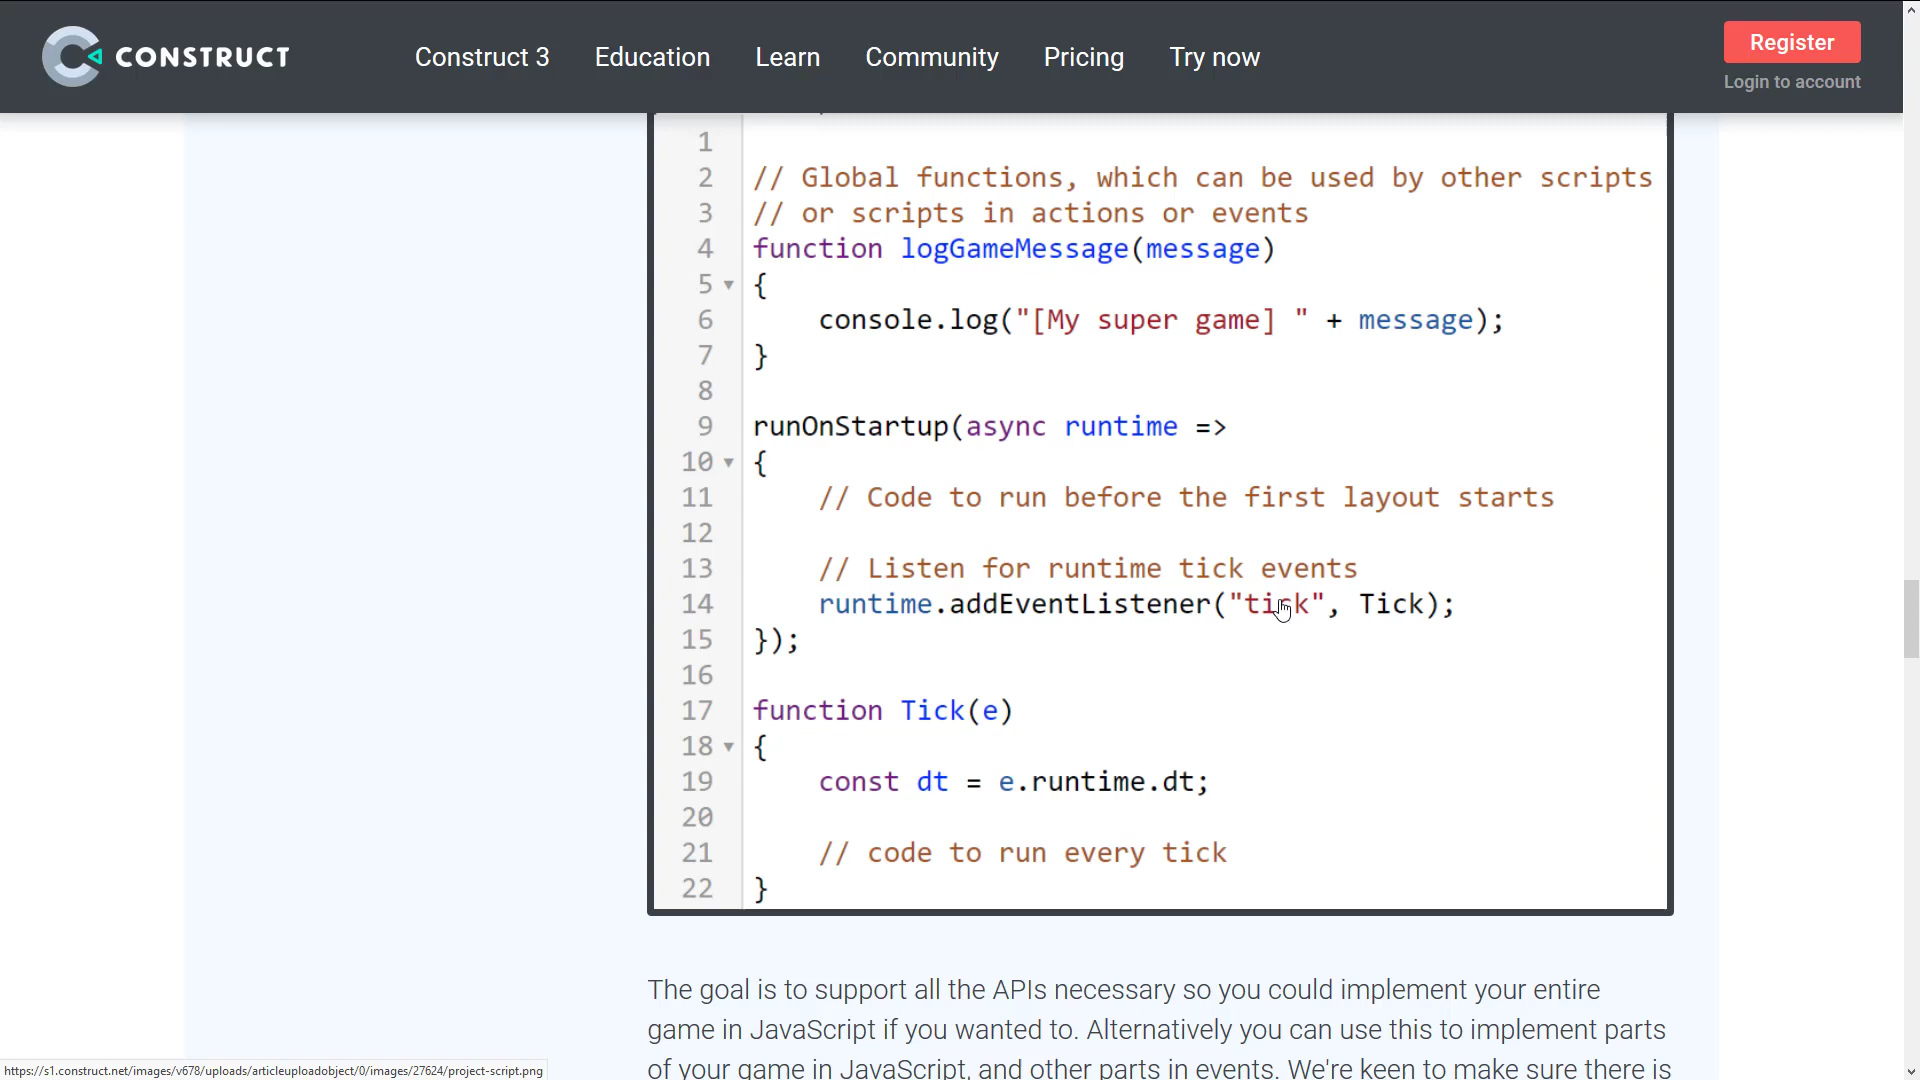 CONSTRUCT
Construct 3
Education
Learn
Community
Pricing
Try now
Register
Login to account
1
2 // Global functions, which can be used by other scripts
3 // or scripts in actions or events
4 function logGameMessage(message)
5 {
6 console.log("[My super game] " + message);
7 }
8
9 runOnStartup(async runtime =>
10 {
11 // Code to run before the first layout starts
12
13 // Listen for runtime tick events
14 runtime.addEventListener("tick", Tick);
15 });
16
17 function Tick(e)
18 {
19 const dt = e.runtime.dt;
20
21 // code to run every tick
22 }
The goal is to support all the APIs necessary so you could implement your entire
game in JavaScript if you wanted to. Alternatively you can use this to implement parts
of your game in JavaScript, and other parts in events. We're keen to make sure there is
https://s1.construct.net/images/v678/uploads/articleuploadobject/0/images/27624/project-script.png